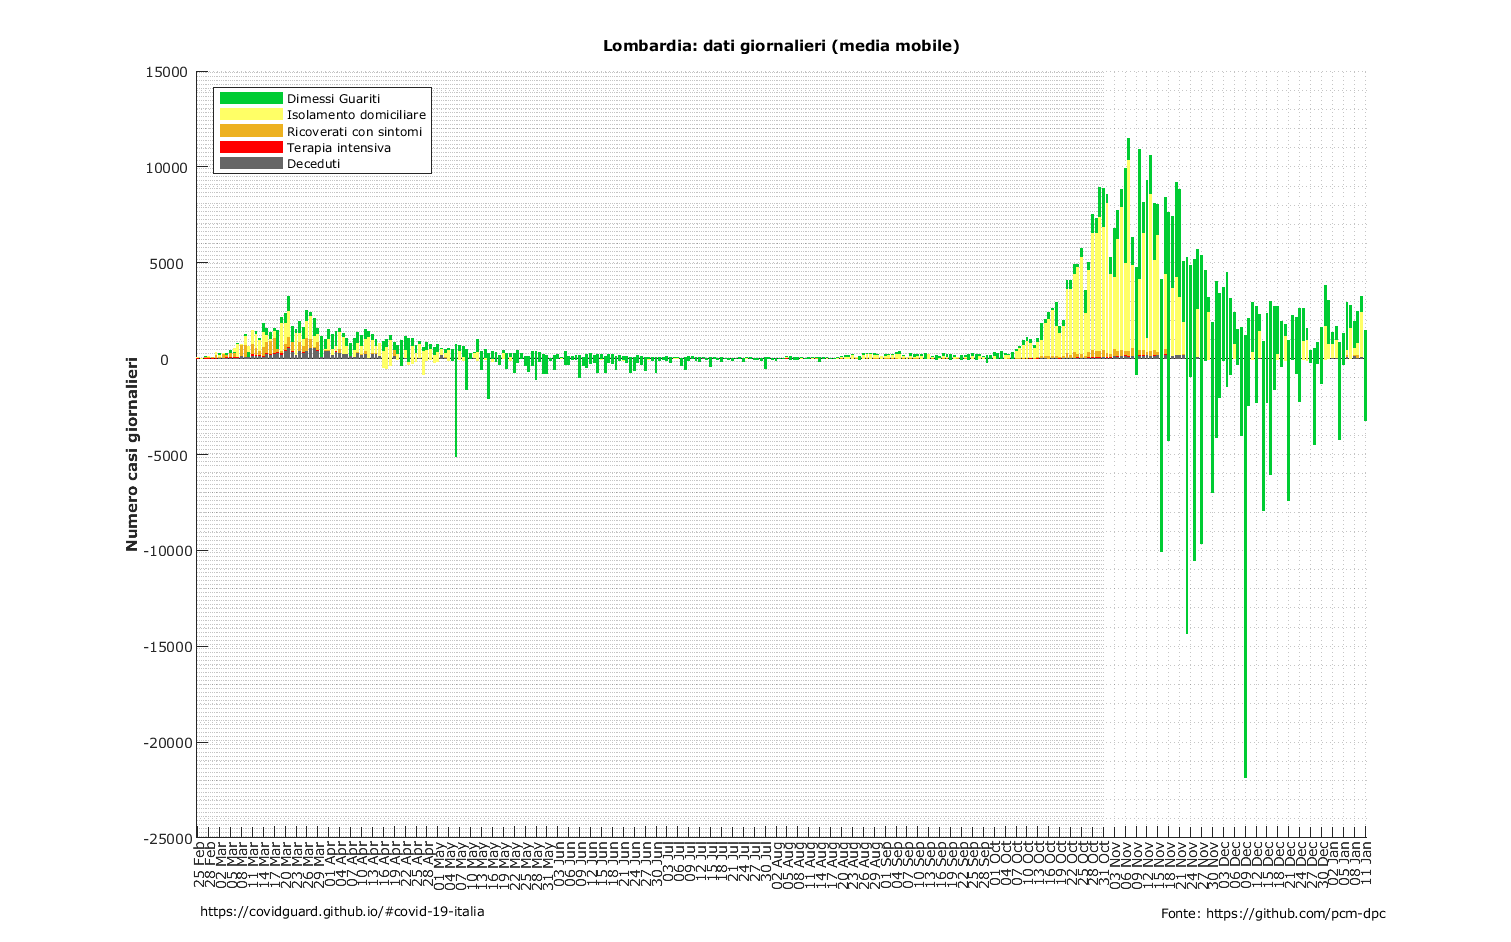 Lombardia: dati giornalieri (media mobile)
Dimessi Guariti
Isolamento domiciliare
Ricoverati con sintomi
Terapia intensiva
Deceduti
Numero casi giornalieri
15000
10000
5000
0
-5000
-10000
-15000
-20000
-25000
25 Feb
28 Feb
02 Mar
05 Mar
08 Mar
11 Mar
14 Mar
17 Mar
20 Mar
23 Mar
26 Mar
29 Mar
01 Apr
04 Apr
07 Apr
10 Apr
13 Apr
16 Apr
19 Apr
22 Apr
25 Apr
28 Apr
01 May
04 May
07 May
10 May
13 May
16 May
19 May
22 May
25 May
28 May
31 May
03 Jun
06 Jun
09 Jun
12 Jun
15 Jun
18 Jun
21 Jun
24 Jun
27 Jun
30 Jun
03 Jul
06 Jul
09 Jul
12 Jul
15 Jul
18 Jul
21 Jul
24 Jul
27 Jul
30 Jul
02 Aug
05 Aug
08 Aug
11 Aug
14 Aug
17 Aug
20 Aug
23 Aug
26 Aug
29 Aug
01 Sep
04 Sep
07 Sep
10 Sep
13 Sep
16 Sep
19 Sep
22 Sep
25 Sep
28 Sep
01 Oct
04 Oct
07 Oct
10 Oct
13 Oct
16 Oct
19 Oct
22 Oct
25 Oct
28 Oct
31 Oct
03 Nov
06 Nov
09 Nov
12 Nov
15 Nov
18 Nov
21 Nov
24 Nov
27 Nov
30 Nov
03 Dec
06 Dec
09 Dec
12 Dec
15 Dec
18 Dec
21 Dec
24 Dec
27 Dec
30 Dec
02 Jan
05 Jan
08 Jan
11 Jan
https://covidguard.github.io/#covid-19-italia
Fonte: https://github.com/pcm-dpc